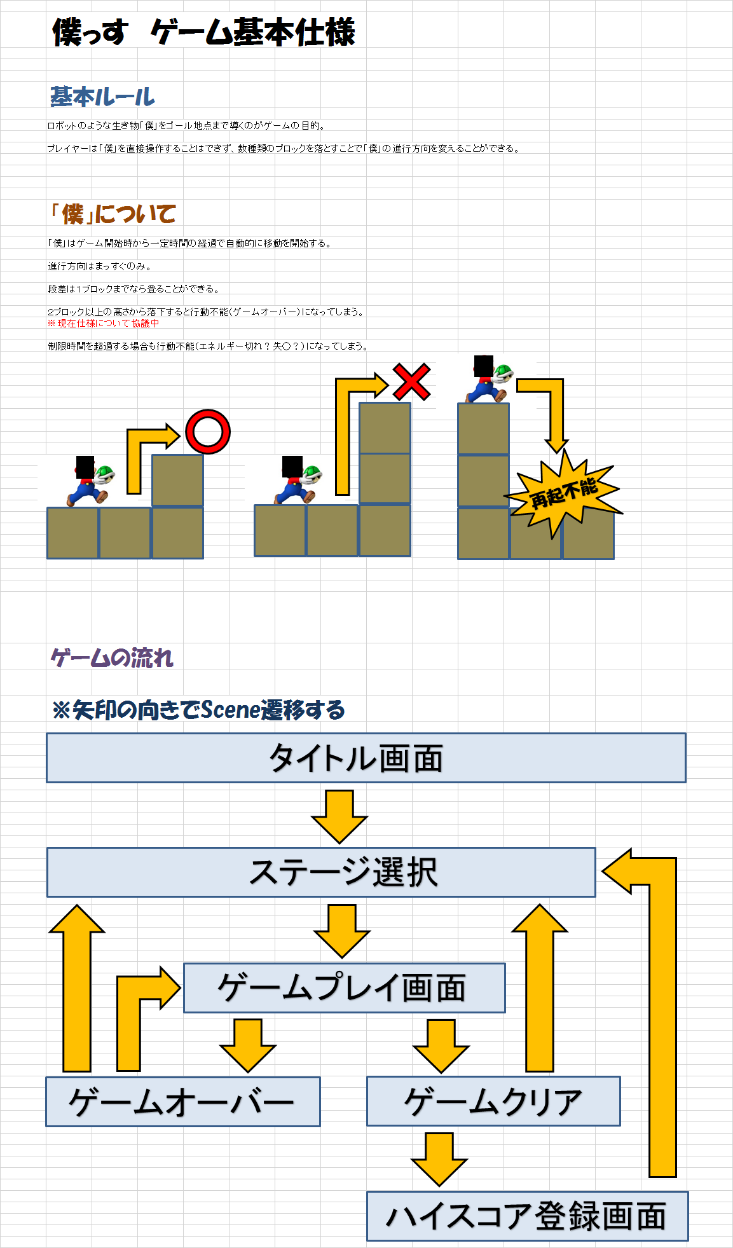 僕っす ゲーム基本仕様
基本ルール
ロボットのような生き物「僕」をゴール地点まで導くのがゲームの目的。
プレイヤーは「僕」を直接操作することはできず、数種類のブロックを落とすことで「僕」の進行方向を変えることができる。
「僕」について
「僕」はゲーム開始時から一定時間の経過で自動的に移動を開始する。
進行方向はまっすぐのみ。
段差は1ブロックまでなら登ることができる。
2ブロック以上の高さから落下すると行動不能(ゲームオーバー)になってしまう。
※現在仕様について協議中
制限時間を超過する場合も行動不能(エネルギー切れ?失○?)になってしまう。
再起不能
ゲームの流れ
※矢印の向きでScene遷移する
タイトル画面
ステージ選択
ゲームプレイ画面
ゲームオーバー
ゲームクリア
ハイスコア登録画面